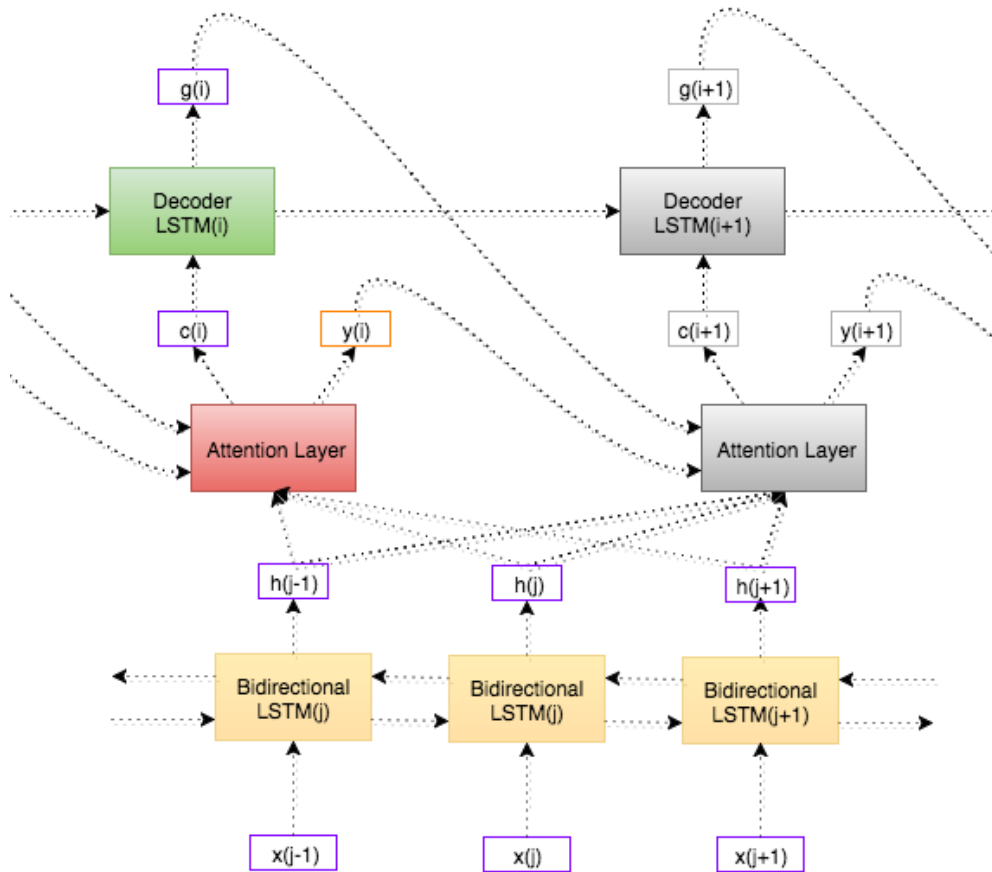 g(i)
g(i+1)
Decoder
LSTM(i)
Decoder
LSTM(i+1)
c(i)
y(i)
c(i+1)
y(i+1)
Attention Layer
Attention Layer
h(j-1)
h(j)
h(j+1)
Bidirectional
LSTM(j)
Bidirectional
LSTM(j)
Bidirectional
LSTM(j+1)
x(j-1)
x(j)
x(j+1)